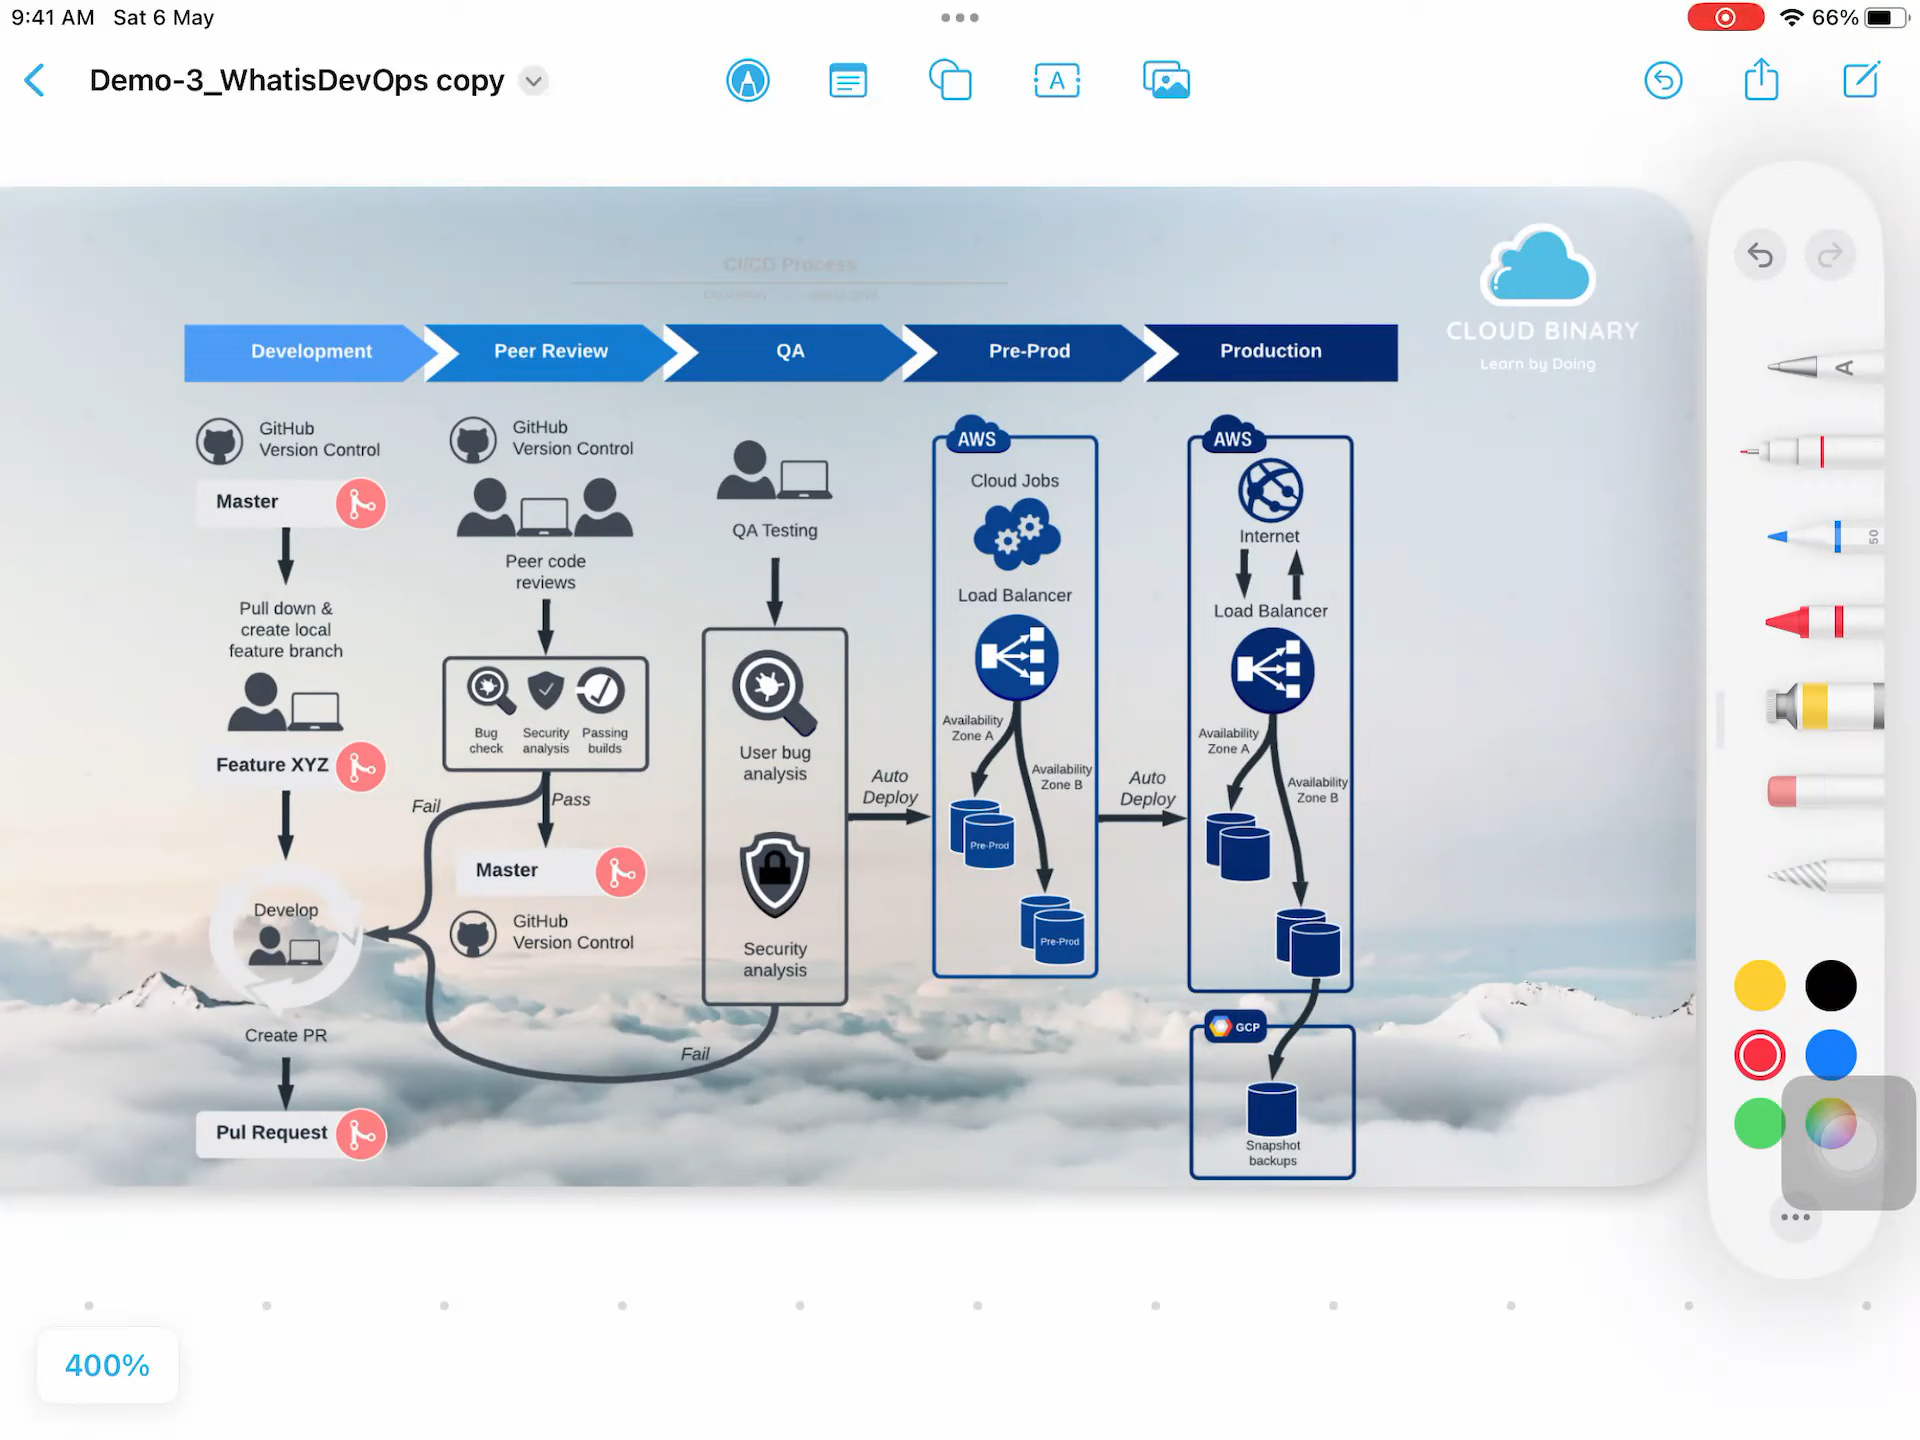 9:41 AM Sat 6 May
66%
Demo-3_WhatisDevOps copy
A
CI/CD Process
CLOUD BINARY
Learn by Doing
Development
Peer Review
QA
Pre-Prod
Production
GitHub
Version Control
Master
Pull down &
create local
feature branch
Feature XYZ
Develop
Create PR
Pul Request
GitHub
Version Control
Peer code
reviews
Bug
check
Security
analysis
Passing
builds
Fail
Pass
Master
GitHub
Version Control
QA Testing
User bug
analysis
Security
analysis
Fail
Auto
Deploy
AWS
Cloud Jobs
Load Balancer
Availability
Zone A
Availability
Zone B
Pre-Prod
Pre-Prod
Auto
Deploy
AWS
Internet
Load Balancer
Availability
Zone A
Availability
Zone B
GCP
Snapshot
backups
A
50
400%